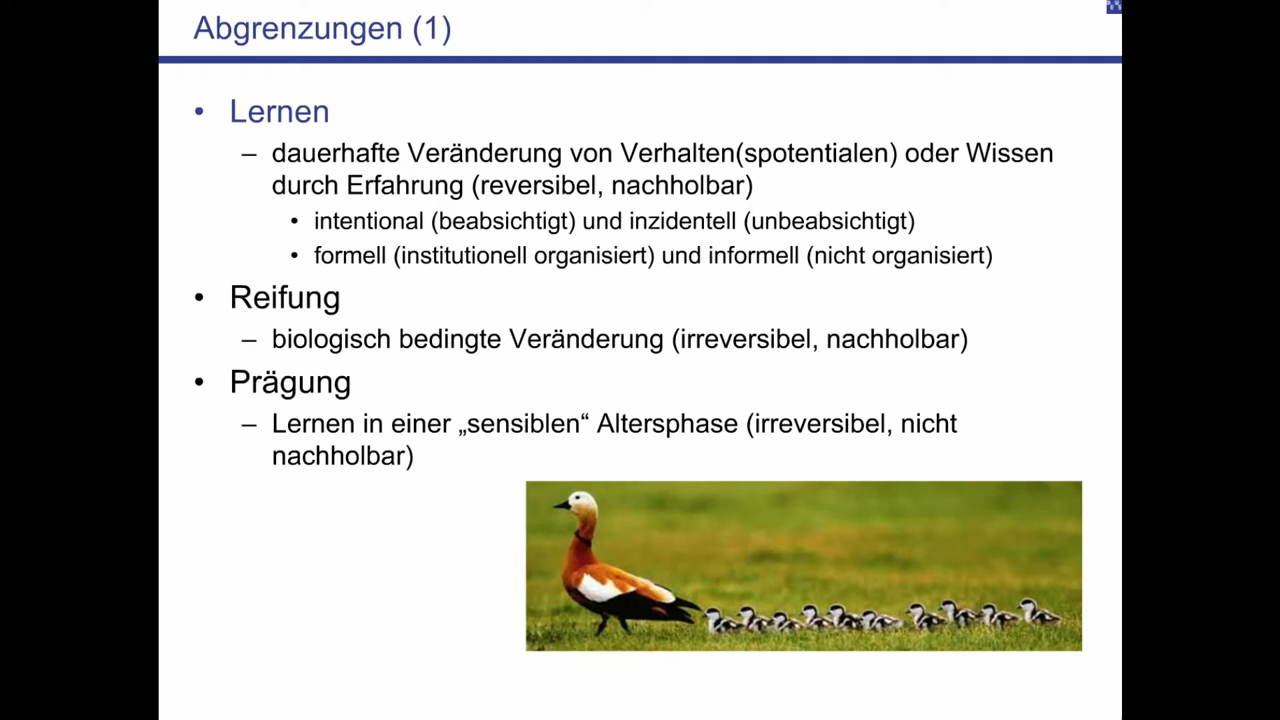 Abgrenzungen (1)
• Lernen
– dauerhafte Veränderung von Verhalten(spotentialen) oder Wissen
durch Erfahrung (reversibel, nachholbar)
• intentional (beabsichtigt) und inzidentell (unbeabsichtigt)
• formell (institutionell organisiert) und informell (nicht organisiert)
• Reifung
– biologisch bedingte Veränderung (irreversibel, nachholbar)
• Prägung
– Lernen in einer „sensiblen“ Altersphase (irreversibel, nicht
nachholbar)